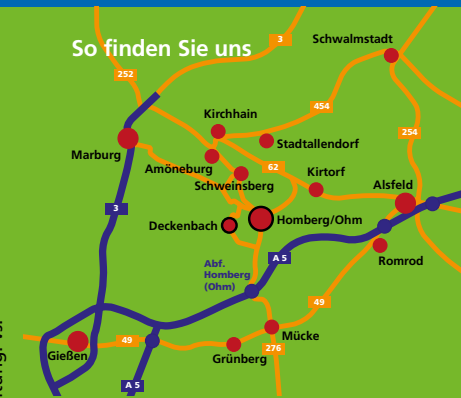 So finden Sie uns
3
Schwalmstadt
252
454
Kirchhain
254
Stadtallendorf
Marburg
Amöneburg
62
Kirtorf
Schweinsberg
Alsfeld
3
Deckenbach
Homberg/Ohm
A 5
Abf.
Homberg
(Ohm)
Romrod
49
Mücke
49
Gießen
Grünberg
276
A 5